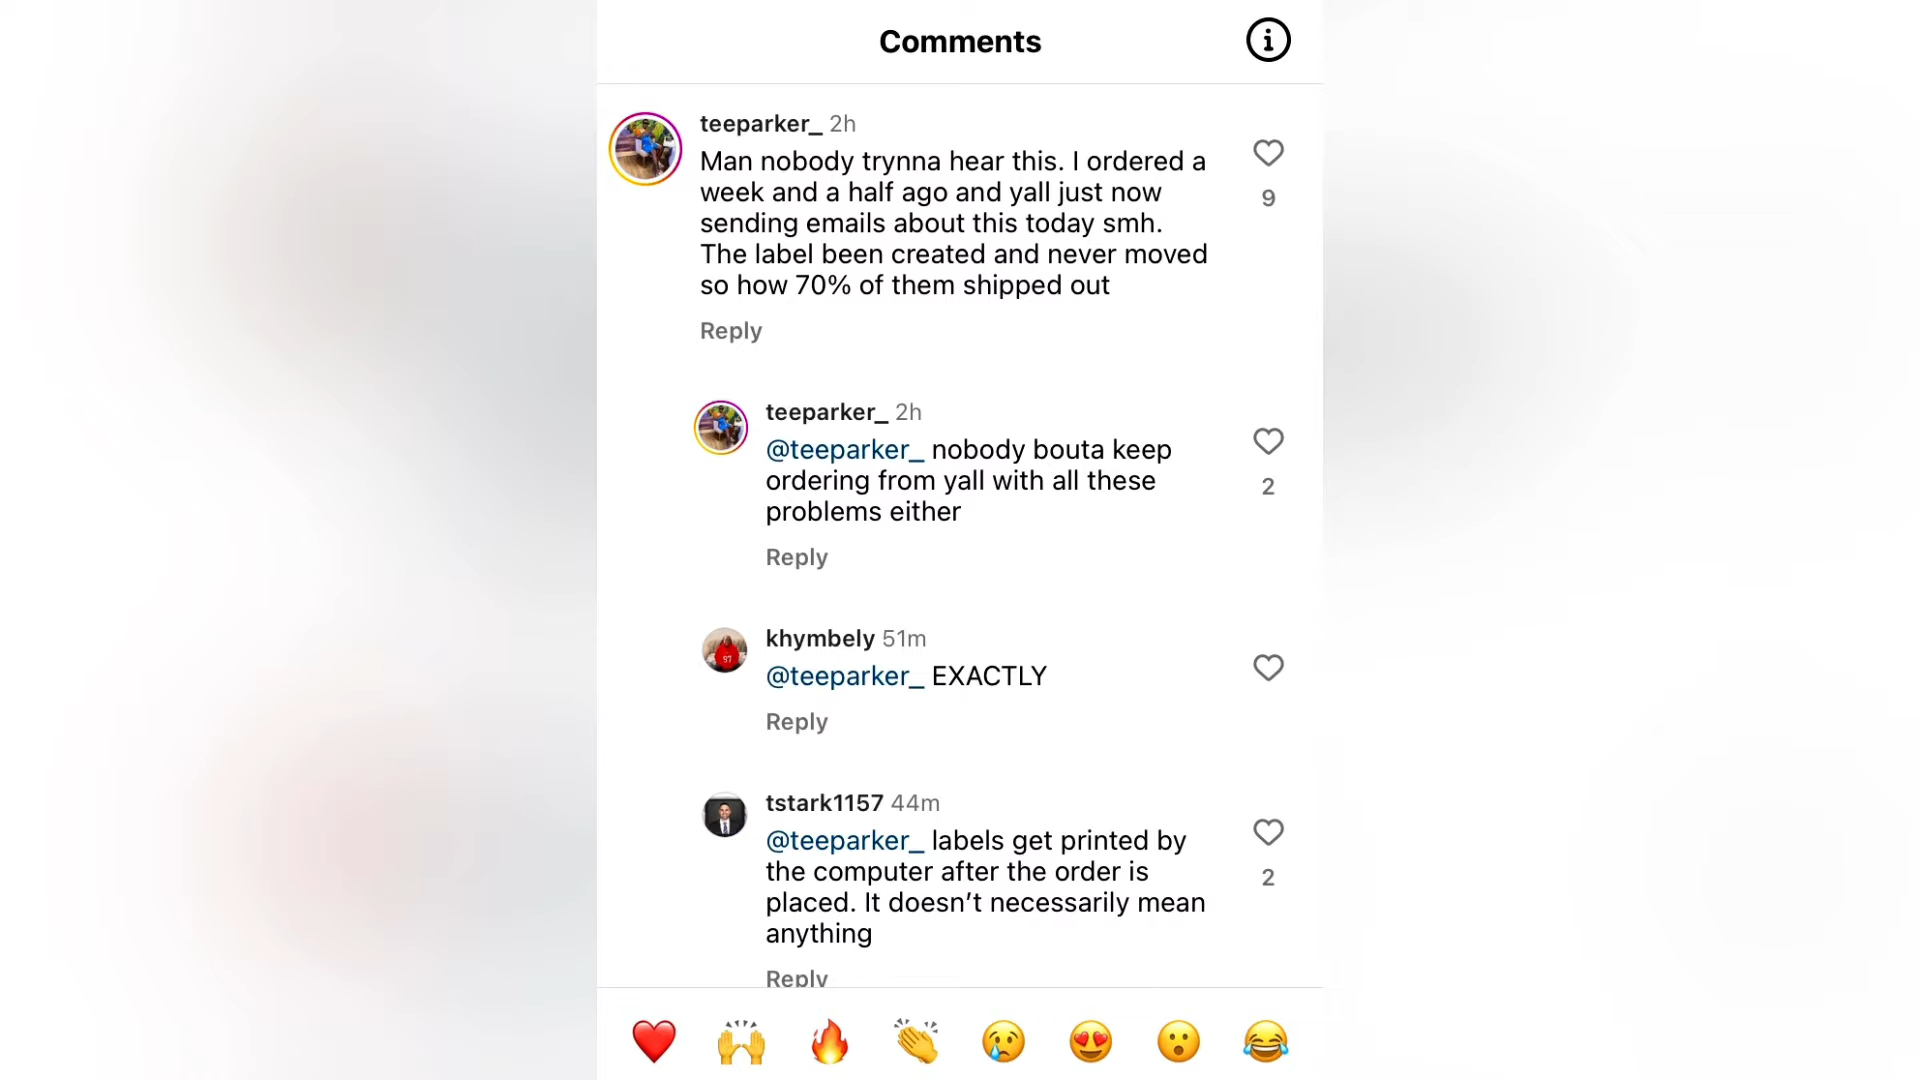 Comments
teeparker_ 2h
Man nobody trynna hear this. I ordered a
week and a half ago and yall just now
sending emails about this today smh.
The label been created and never moved
so how 70% of them shipped out
9
Reply
teeparker_ 2h
@teeparker_ nobody bouta keep
ordering from yall with all these
problems either
2
Reply
khymbely 51m
@teeparker_ EXACTLY
Reply
tstark1157 44m
@teeparker_ labels get printed by
the computer after the order is
placed. It doesn’t necessarily mean
anything
2
Reply